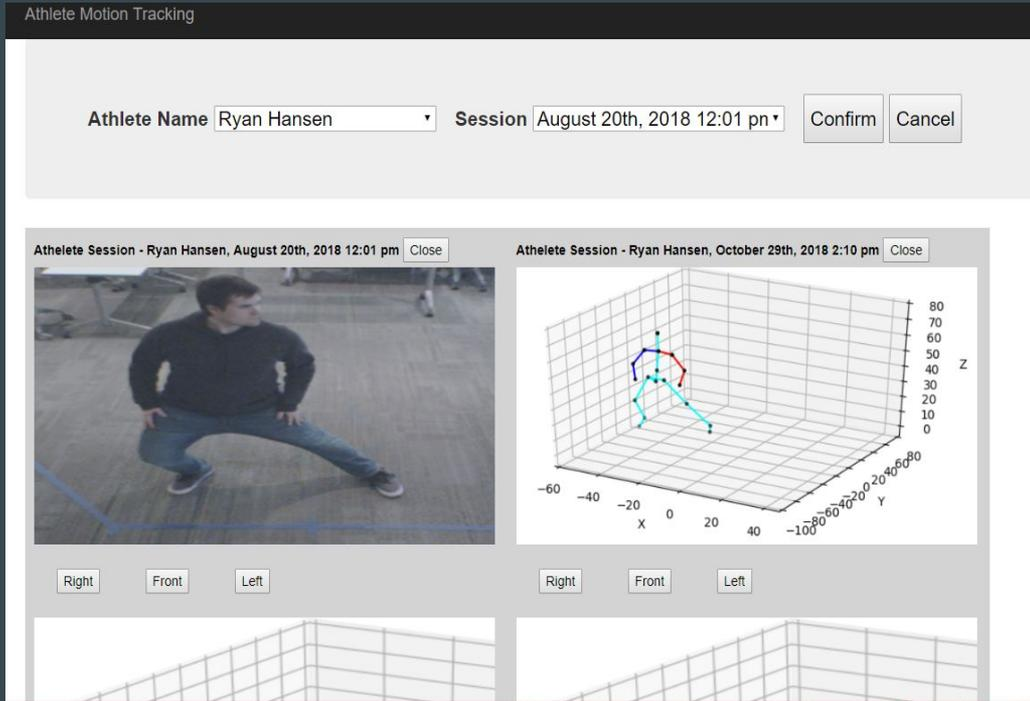 Athlete Motion Tracking
Athlete Name Ryan Hansen Session August 20th, 2018 12:01 pn Confirm Cancel
Athelete Session - Ryan Hansen, August 20th, 2018 12:01 pm Close
Athelete Session - Ryan Hansen, October 29th, 2018 2:10 pm Close
80
70
60
50
40
30
20
10
0
Z
−60
−40
−20
0
20
40
X
−100
−80
−60
−40
−20
0
20
40
60
80
Y
Right Front Left
Right Front Left